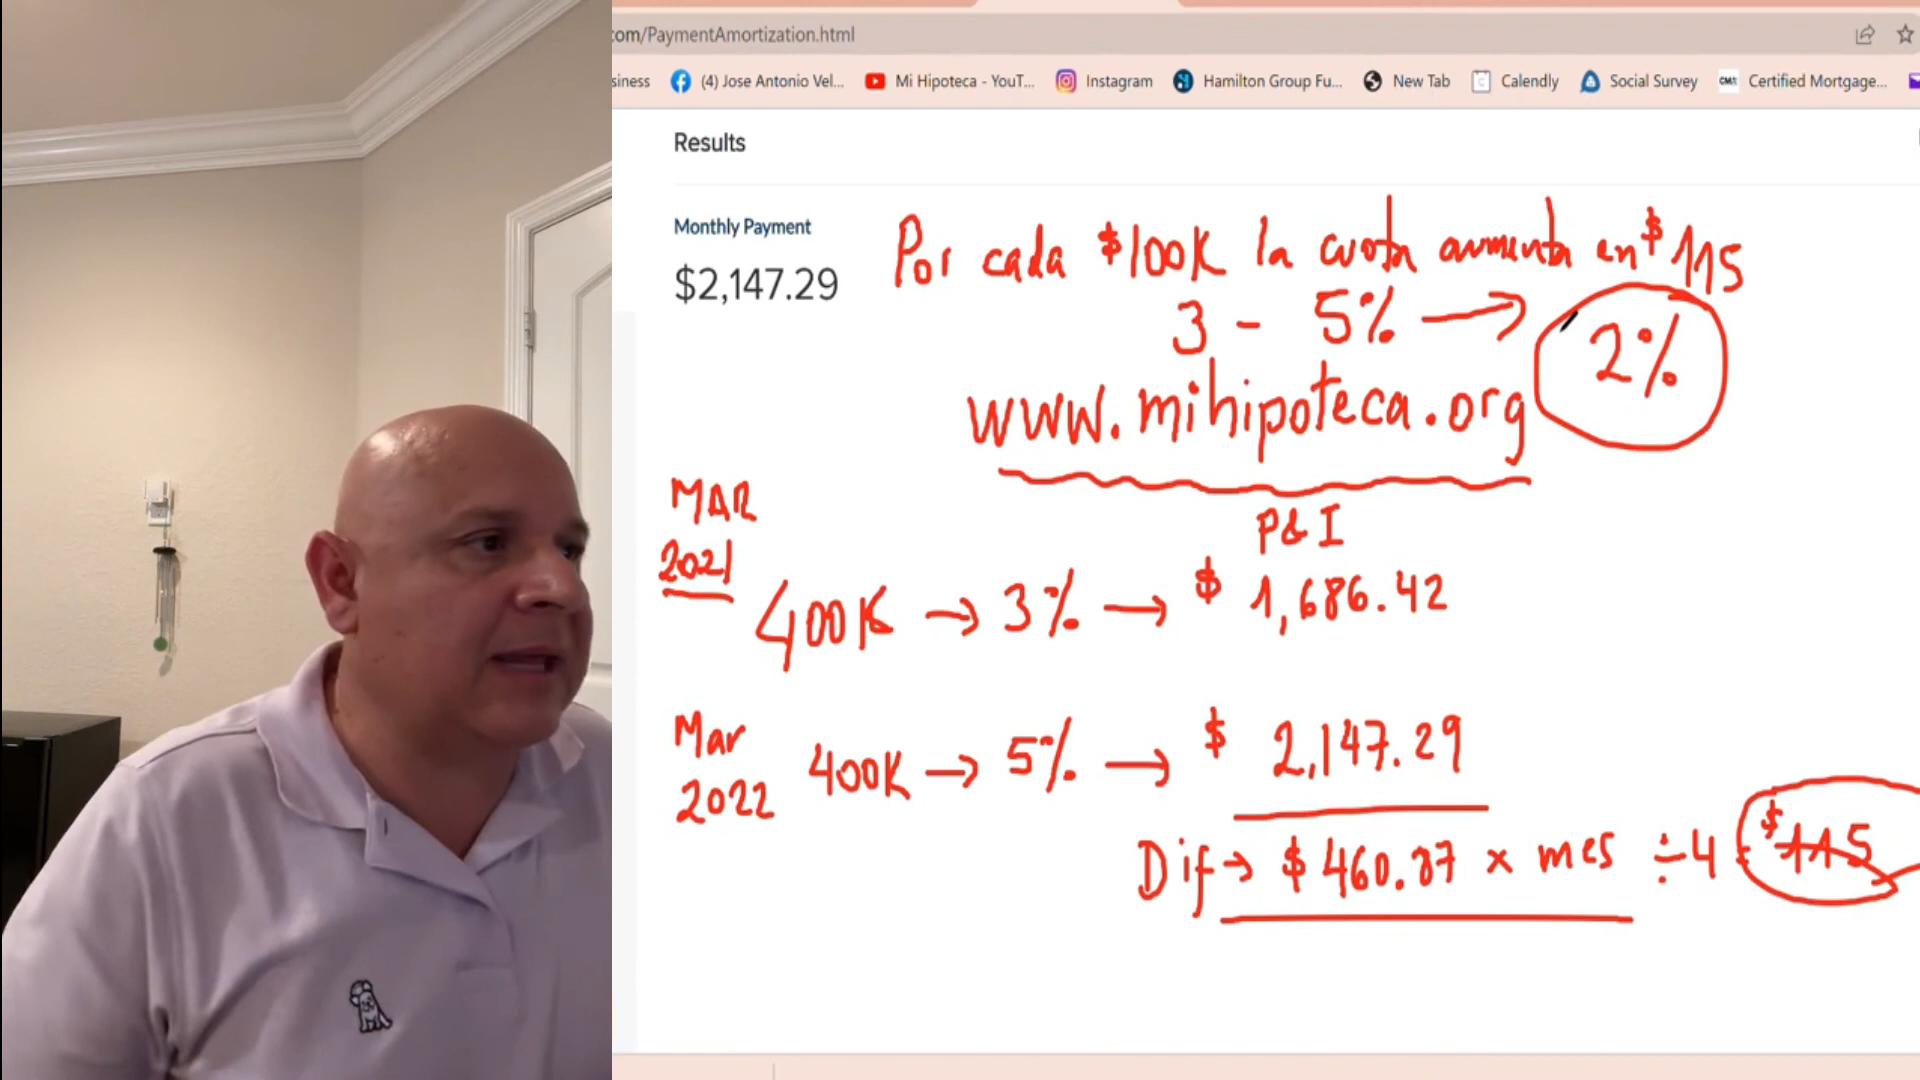 com/PaymentAmortization.html
siness (4) Jose Antonio Vel... Mi Hipoteca - YouT... Instagram Hamilton Group Fu... New Tab Calendly Social Survey CMA Certified Mortgage...
Results
Monthly Payment
$2,147.29
Por cada $100K la cuota aumenta en $115
3 - 5% → 2%
www.mihipoteca.org
P&I
MAR
2021
400K → 3% → $ 1,686.42
Mar
2022
400K → 5% → $ 2,147.29
Dif → $460.87 x mes ÷4 = $115